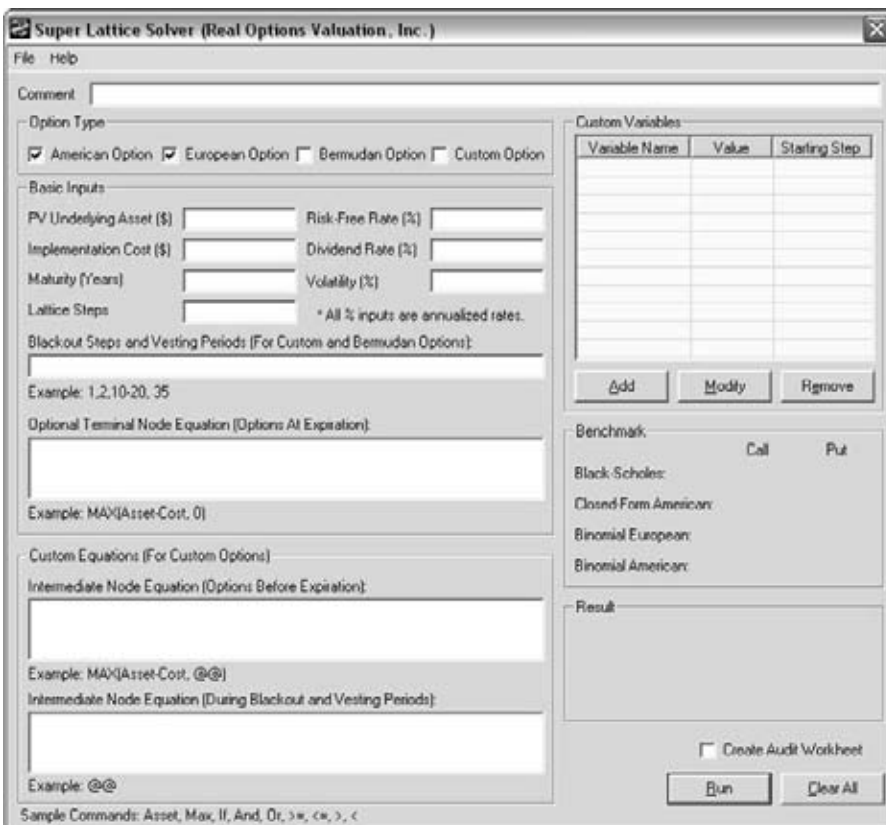 Super Lattice Solver (Real Options Valuation, Inc.)
File Help
Comment
Option Type
American Option European Option Bermudan Option Custom Option
Basic Inputs
PV Underlying Asset ($) Risk-Free Rate (%)
Implementation Cost ($) Dividend Rate (%)
Maturity (Years) Volatility (%)
Lattice Steps * All % inputs are annualized rates.
Blackout Steps and Vesting Periods (For Custom and Bermudan Options):
Example: 1,2,10-20, 35
Optional Terminal Node Equation (Options At Expiration):
Example: MAX(Asset-Cost, 0)
Custom Equations (For Custom Options)
Intermediate Node Equation (Options Before Expiration):
Example: MAX(Asset-Cost, @@)
Intermediate Node Equation (During Blackout and Vesting Periods):
Example: @@
Sample Commands: Asset, Max, If, And, Or, >=, <=, >, <
Custom Variables
Variable Name Value Starting Step
Add Modify Remove
Benchmark
Call Put
Black-Scholes:
Closed-Form American:
Binomial European:
Binomial American:
Result
Create Audit Workheet
Run Clear All